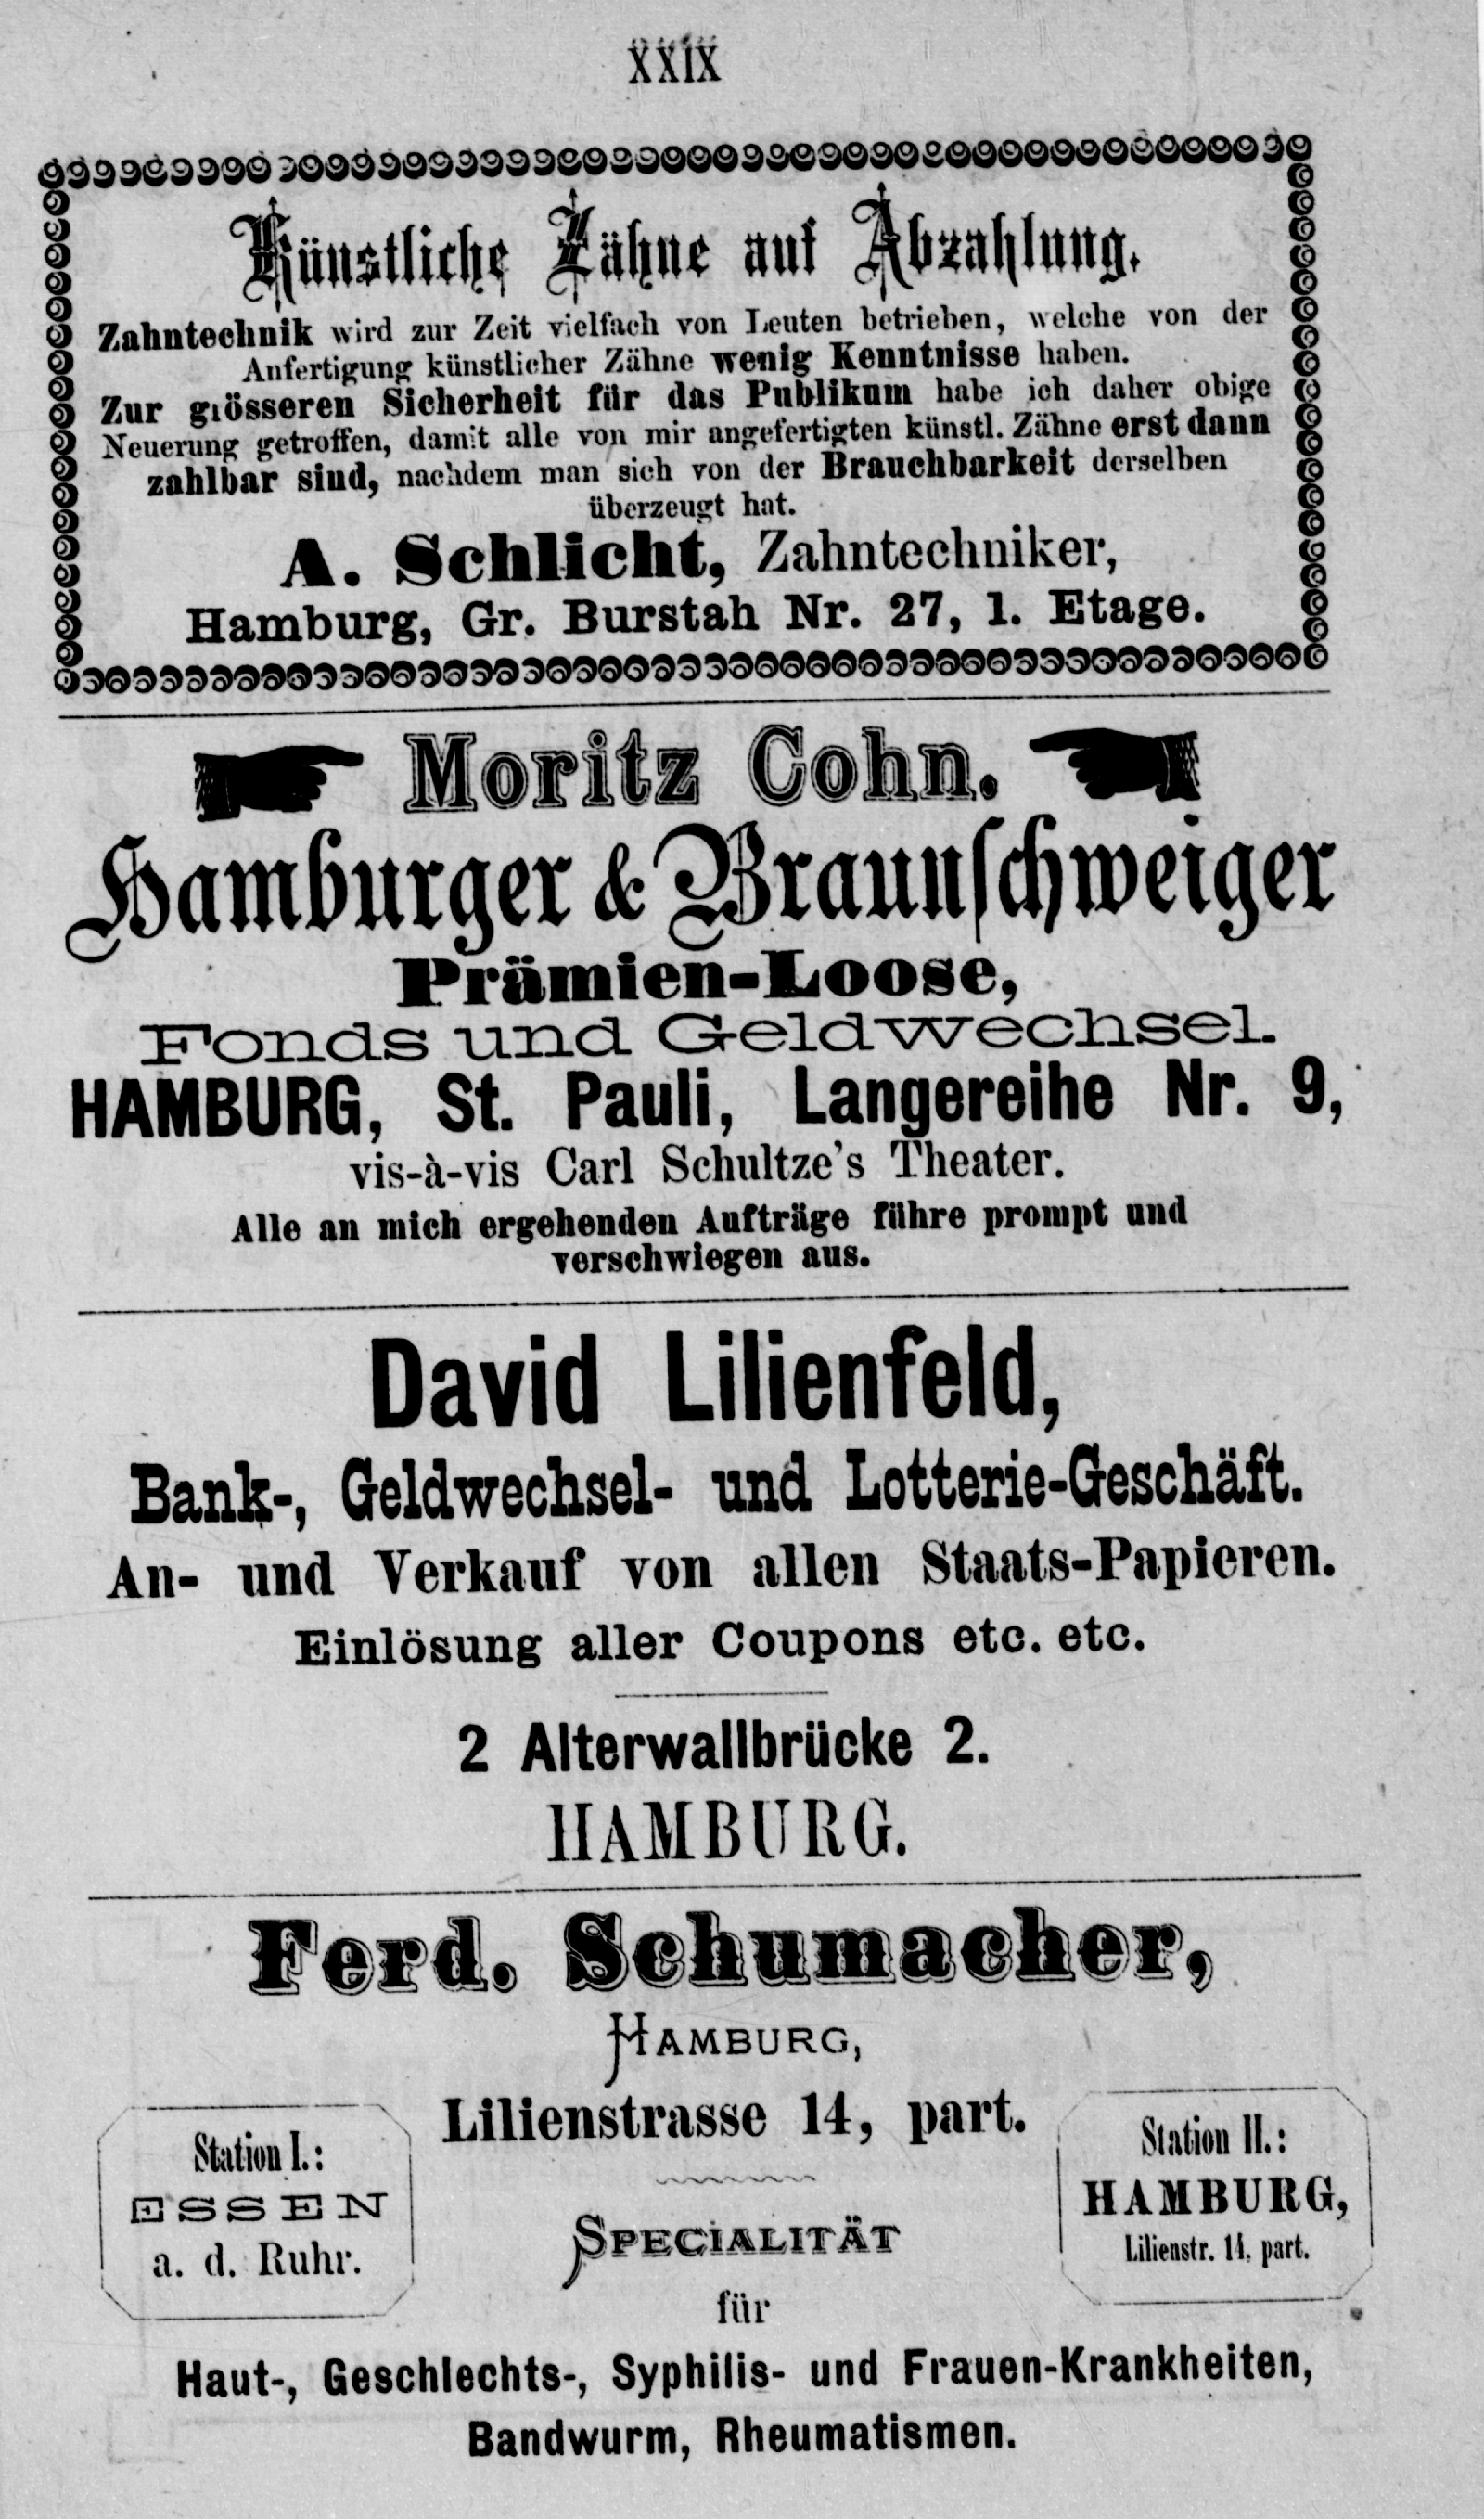 XXIX
Künstliche Zähne auf Abzahlung.
Zahntechnik wird zur Zeit vielfach von Leuten betrieben, welche von der
Anfertigung künstlicher Zähne wenig Kenntnisse haben.
Zur grösseren Sicherheit für das Publikum habe ich daher obige
Neuerung getroffen, damit alle von mir angefertigten künstl. Zähne erst dann
zahlbar sind, nachdem man sich von der Brauchbarkeit derselben
überzeugt hat.
A. Schlicht, Zahntechniker,
Hamburg, Gr. Burstah Nr. 27, 1. Etage.
Moritz Cohn.
Hamburger & Braunschweiger
Prämien-Loose,
Fonds und Geldwechsel.
HAMBURG, St. Pauli, Langereihe Nr. 9,
vis-à-vis Carl Schultze's Theater.
Alle an mich ergehenden Aufträge führe prompt und
verschwiegen aus.
David Lilienfeld,
Bank-, Geldwechsel- und Lotterie-Geschäft.
An- und Verkauf von allen Staats-Papieren.
Einlösung aller Coupons etc. etc.
2 Alterwallbrücke 2.
HAMBURG.
Ferd. Schumacher,
HAMBURG,
Lilienstrasse 14, part.
Station I.:
ESSEN
a. d. Ruhr.
Station II.:
HAMBURG,
Lilienstr. 14, part.
SPECIALITÄT
für
Haut-, Geschlechts-, Syphilis- und Frauen-Krankheiten,
Bandwurm, Rheumatismen.